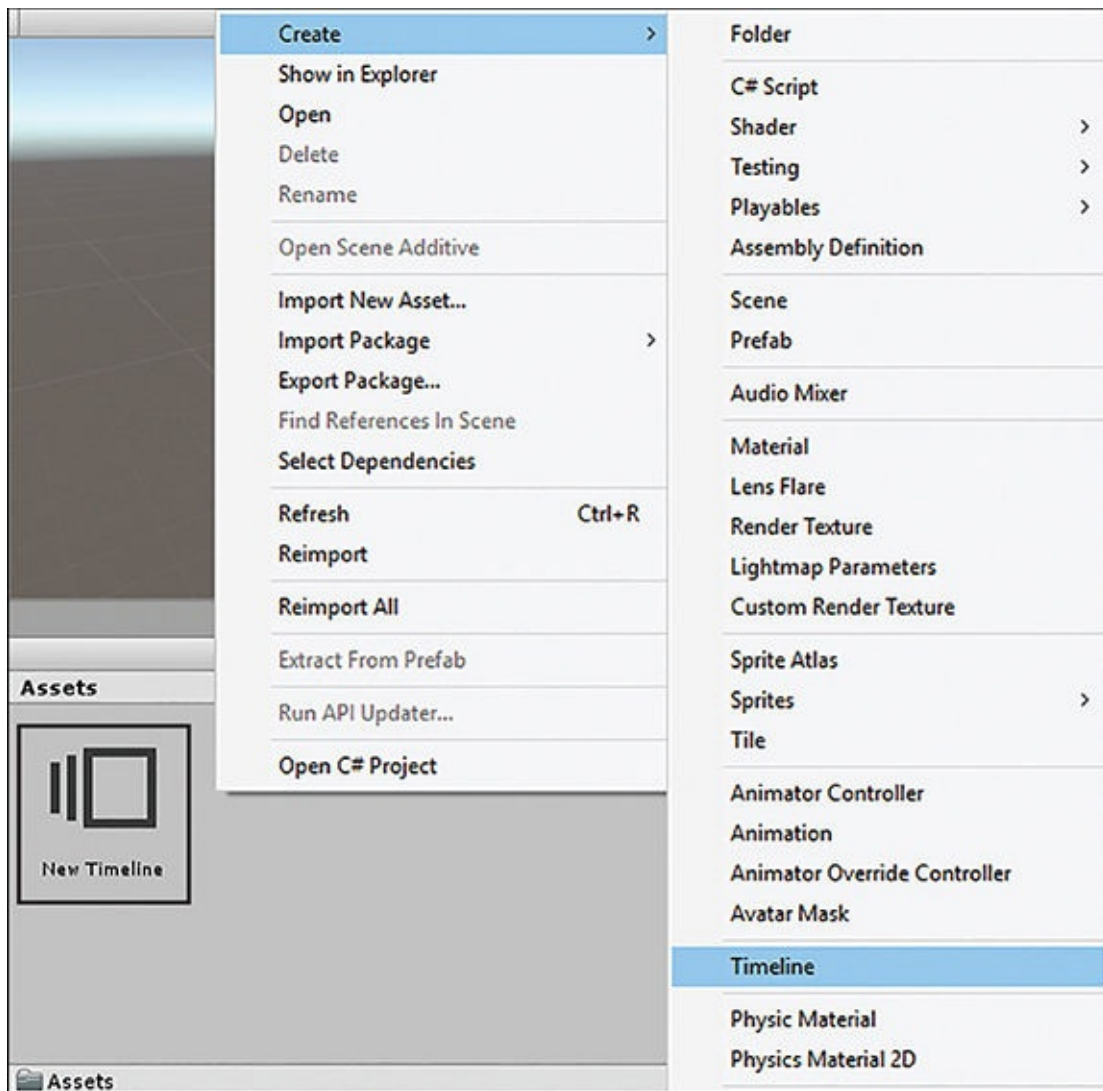 Create
Show in Explorer
Open
Delete
Rename
Open Scene Additive
Import New Asset...
Import Package
Export Package...
Find References In Scene
Select Dependencies
Refresh Ctrl+R
Reimport
Reimport All
Extract From Prefab
Run API Updater...
Open C# Project
Folder
C# Script
Shader
Testing
Playables
Assembly Definition
Scene
Prefab
Audio Mixer
Material
Lens Flare
Render Texture
Lightmap Parameters
Custom Render Texture
Sprite Atlas
Sprites
Tile
Animator Controller
Animation
Animator Override Controller
Avatar Mask
Timeline
Physic Material
Physics Material 2D
Assets
New Timeline
Assets